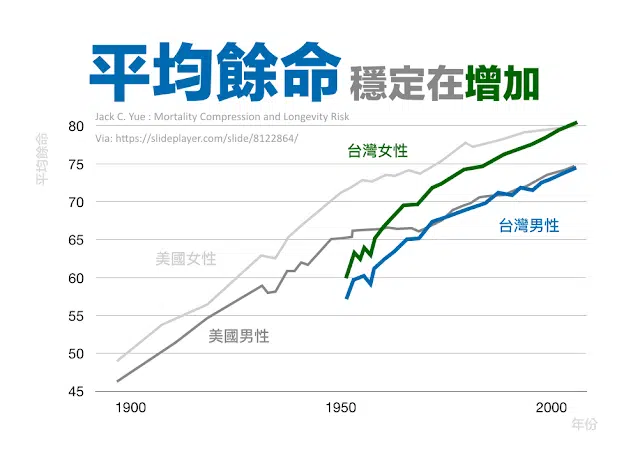 平均餘命 穩定在增加
Jack C. Yue : Mortality Compression and Longevity Risk
Via: https://slideplayer.com/slide/8122864/
平均餘命
80
75
70
65
60
55
50
45
台灣女性
台灣男性
美國女性
美國男性
1900
1950
2000
年份